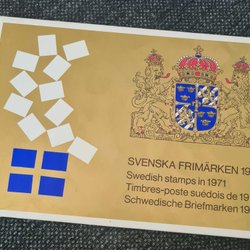 SVENSKA FRIMÄRKEN 19
Swedish stamps in 1971
Timbres-poste suédois de 19
Schwedische Briefmarken 19